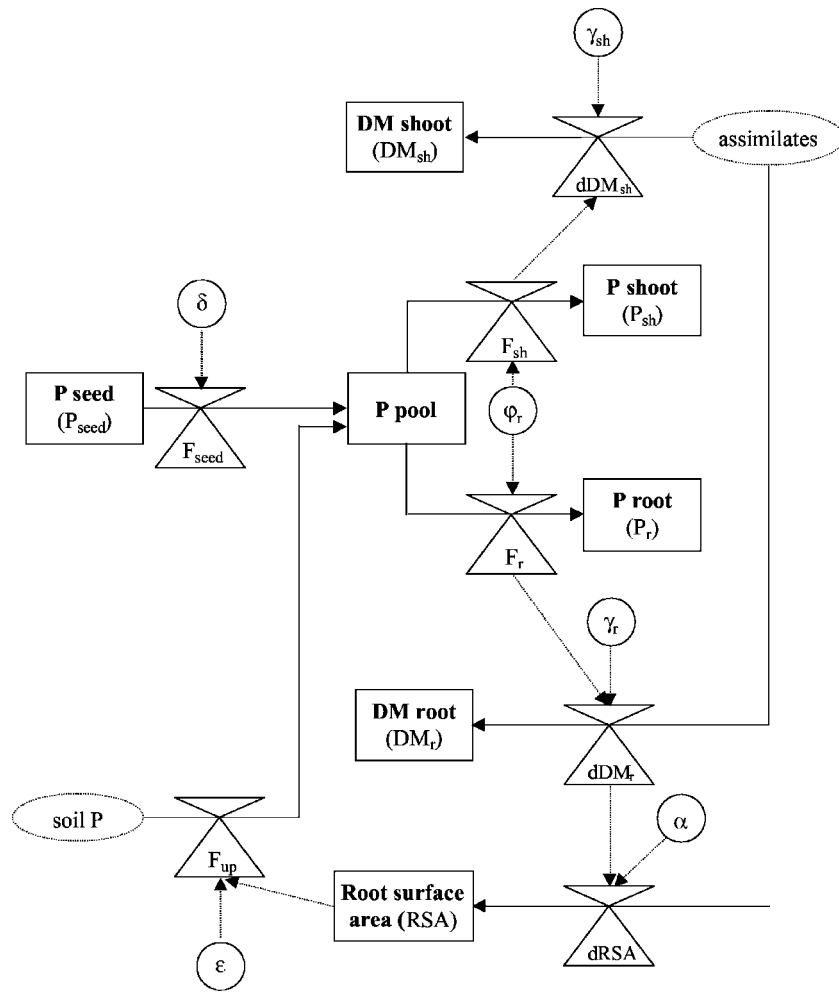 γsh
DM shoot
(DMsh)
assimilates
dDMsh
δ
P shoot
(Psh)
Fsh
P seed
(Pseed)
P pool
φr
Fseed
P root
(Pr)
Fr
γr
DM root
(DMr)
dDMr
soil P
α
Fup
Root surface
area (RSA)
dRSA
ε